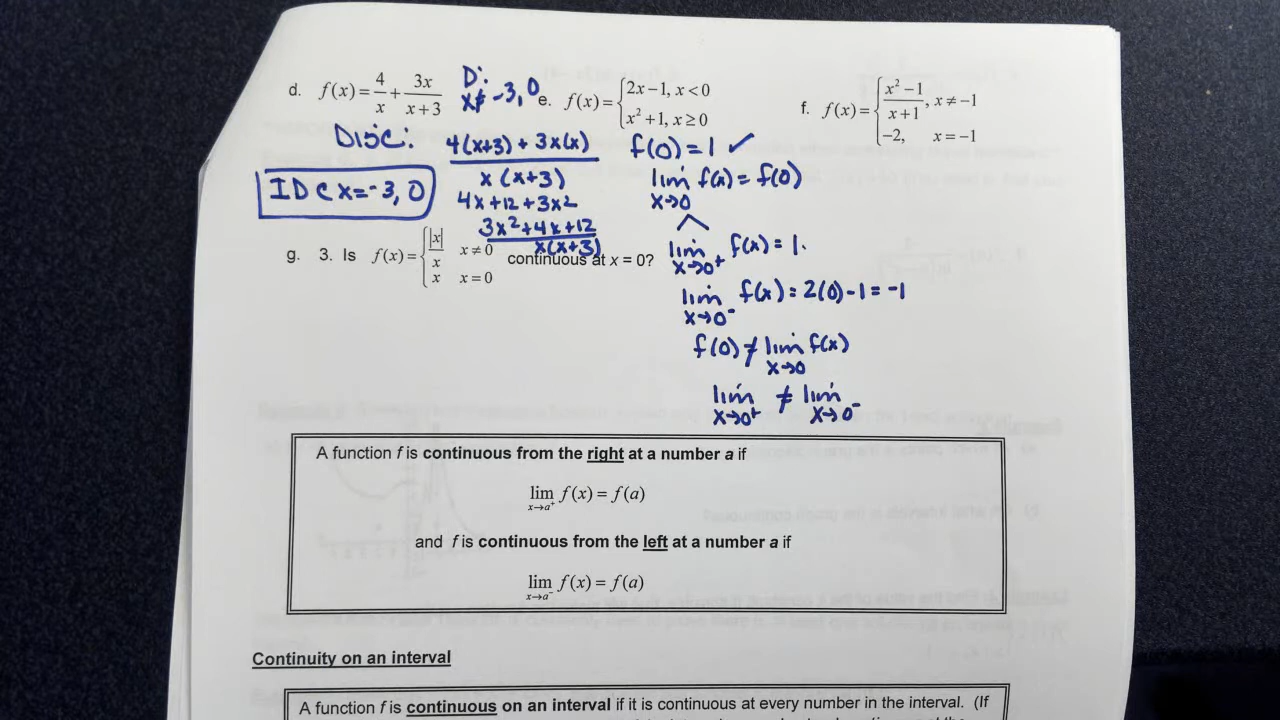 d. f(x) = 4/x + 3x/(x+3)
D: x ≠ -3, 0
DISC:
ID @ x = -3, 0
4(x+3) + 3x(x)
x(x+3)
4x + 12 + 3x²
3x² + 4x + 12
x(x+3)
e. f(x) = { 2x − 1, x < 0
x² + 1, x ≥ 0
f(0) = 1 ✓
lim x→0 f(x) = f(0)
lim x→0⁺ f(x) = 1.
lim x→0⁻ f(x) = 2(0) - 1 = -1
f(0) ≠ lim x→0 f(x)
lim x→0⁺ ≠ lim x→0⁻
f. f(x) = { (x² − 1)/(x + 1), x ≠ −1
−2, x = −1
g. 3. Is f(x) = { |x|/x x ≠ 0
x x = 0
continuous at x = 0?
A function f is continuous from the right at a number a if
lim x→a⁺ f(x) = f(a)
and f is continuous from the left at a number a if
lim x→a⁻ f(x) = f(a)
Continuity on an interval
A function f is continuous on an interval if it is continuous at every number in the interval. (If